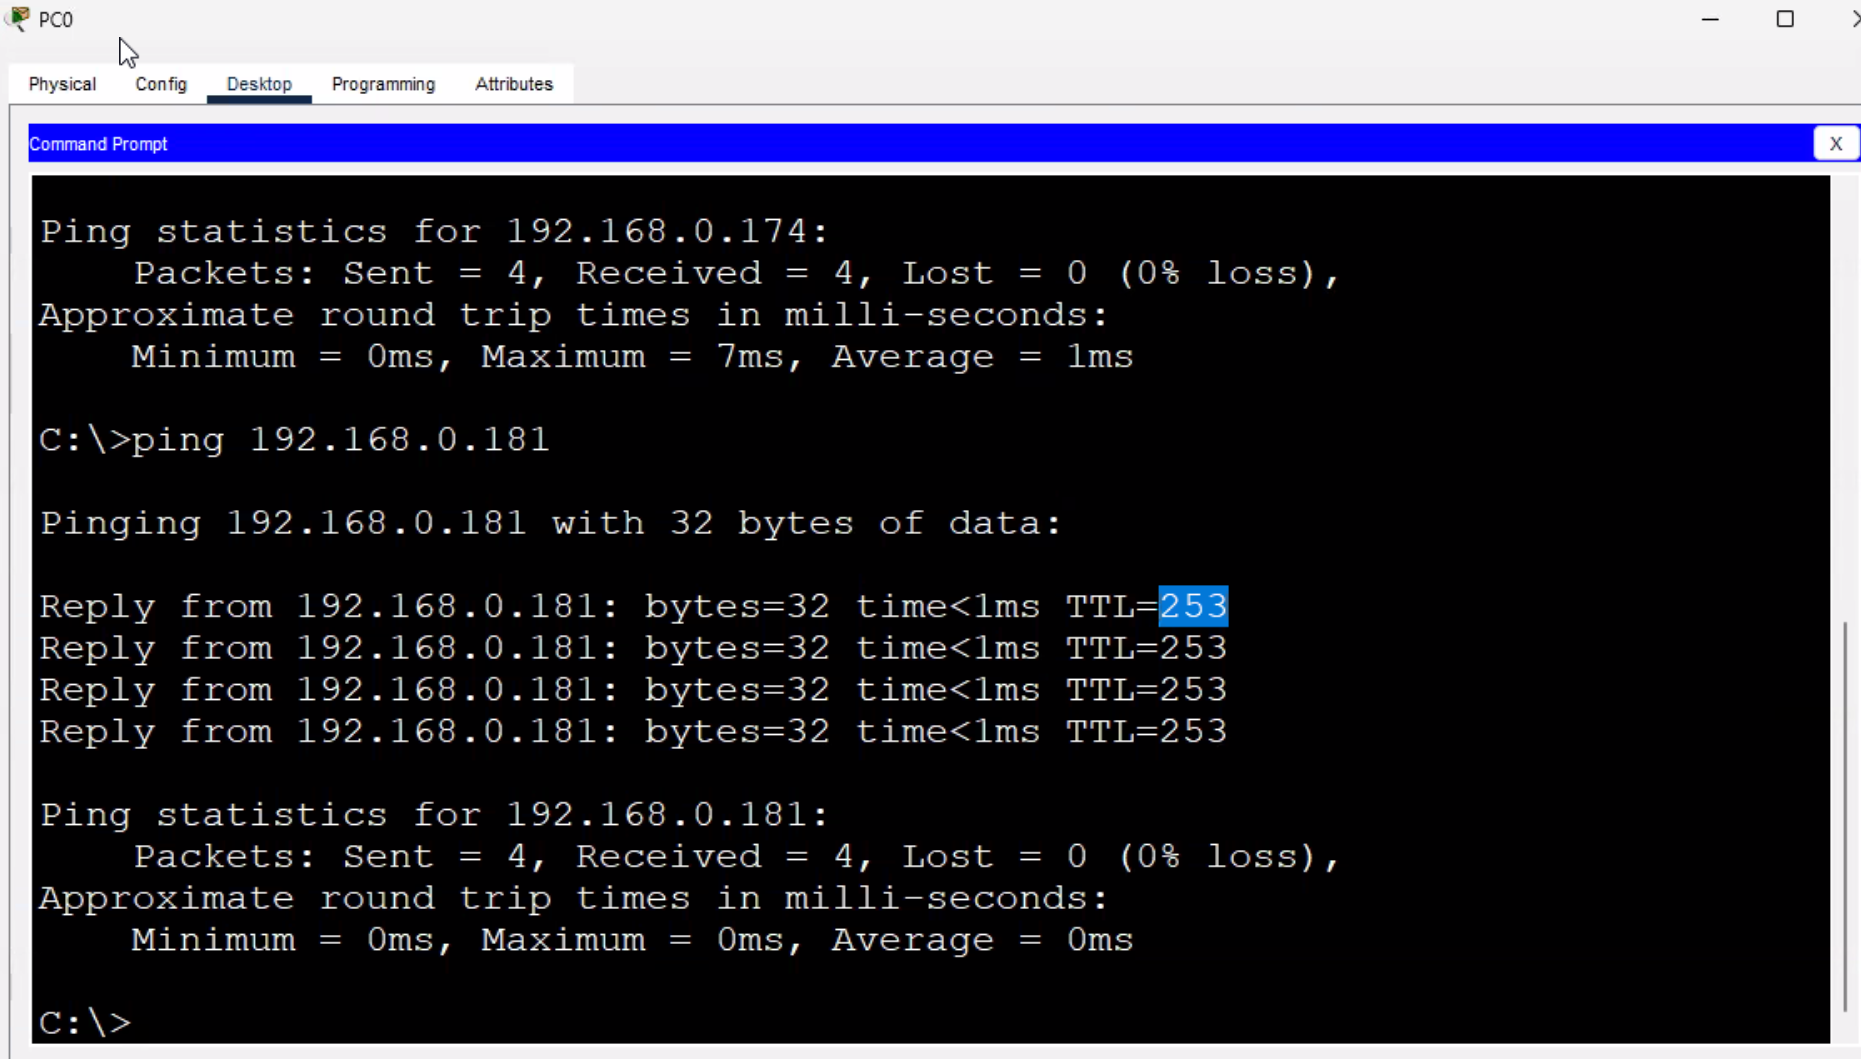 PC0
Physical Config Desktop Programming Attributes
Command Prompt X
Ping statistics for 192.168.0.174:
    Packets: Sent = 4, Received = 4, Lost = 0 (0% loss),
Approximate round trip times in milli-seconds:
    Minimum = 0ms, Maximum = 7ms, Average = 1ms
C:\>ping 192.168.0.181
Pinging 192.168.0.181 with 32 bytes of data:
Reply from 192.168.0.181: bytes=32 time<1ms TTL=253
Reply from 192.168.0.181: bytes=32 time<1ms TTL=253
Reply from 192.168.0.181: bytes=32 time<1ms TTL=253
Reply from 192.168.0.181: bytes=32 time<1ms TTL=253
Ping statistics for 192.168.0.181:
    Packets: Sent = 4, Received = 4, Lost = 0 (0% loss),
Approximate round trip times in milli-seconds:
    Minimum = 0ms, Maximum = 0ms, Average = 0ms
C:\>